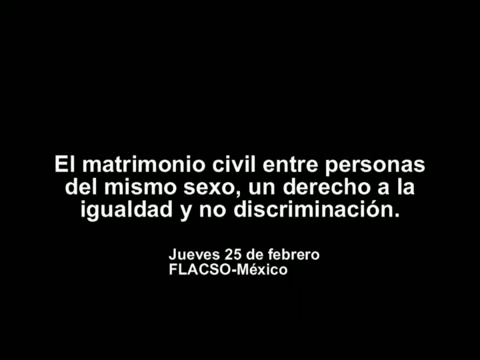 El matrimonio civil entre personas
del mismo sexo, un derecho a la
igualdad y no discriminación.
Jueves 25 de febrero
FLACSO-México